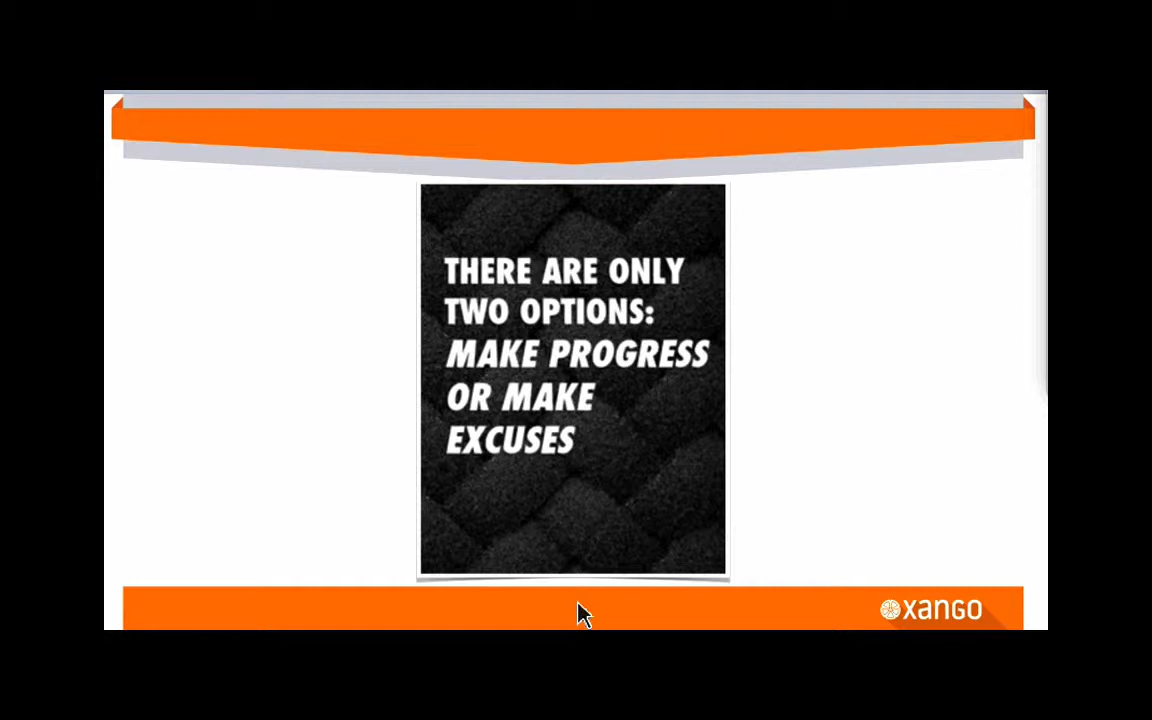 THERE ARE ONLY
TWO OPTIONS:
MAKE PROGRESS
OR MAKE
EXCUSES
XANGO